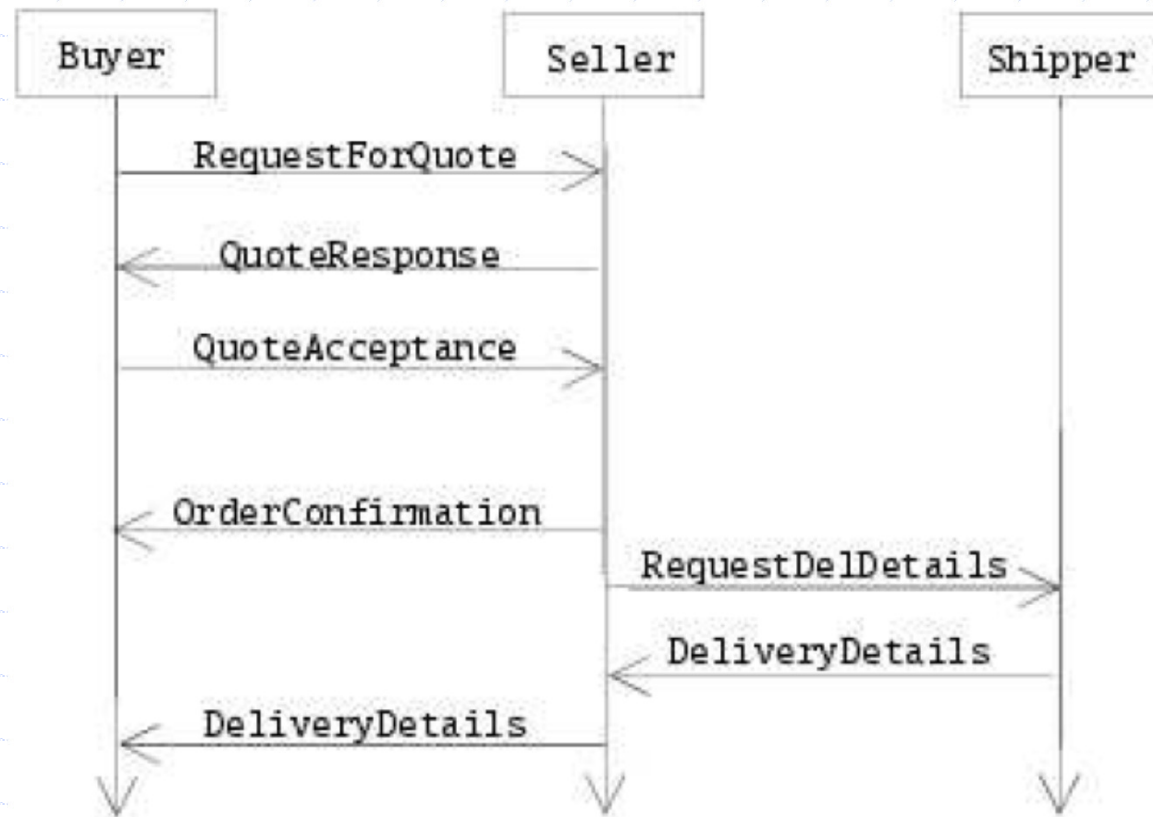 Buyer
Seller
Shipper
RequestForQuote
QuoteResponse
QuoteAcceptance
OrderConfirmation
RequestDelDetails
DeliveryDetails
DeliveryDetails